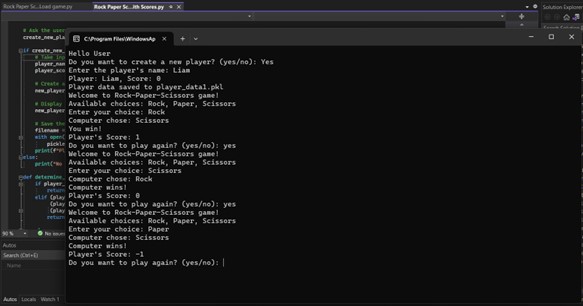 Load game.py
Rock Paper Scis...ith Scores.py
Solution Explorer
C:\Program Files\WindowsAp
# Ask the user
create_new_play
if create_new_
# Take inp
player_nam
player_sco
# Create a
new_player
# Display
new_player
# Save the
filename =
with open(
picklin
print(f"Pl
else:
print("No
def determine_
if player_
return
elif (play
(play
(play
return
Hello User
Do you want to create a new player? (yes/no): Yes
Enter the player's name: Liam
Player: Liam, Score: 0
Player data saved to player_data1.pkl
Welcome to Rock-Paper-Scissors game!
Available choices: Rock, Paper, Scissors
Enter your choice: Rock
Computer chose: Scissors
You win!
Player's Score: 1
Do you want to play again? (yes/no): yes
Welcome to Rock-Paper-Scissors game!
Available choices: Rock, Paper, Scissors
Enter your choice: Scissors
Computer chose: Rock
Computer wins!
Player's Score: 0
Do you want to play again? (yes/no): yes
Welcome to Rock-Paper-Scissors game!
Available choices: Rock, Paper, Scissors
Enter your choice: Paper
Computer chose: Scissors
Computer wins!
Player's Score: -1
Do you want to play again? (yes/no):
90 %
No issues
Autos
Search (Ctrl+E)
Name
Autos Locals Watch 1